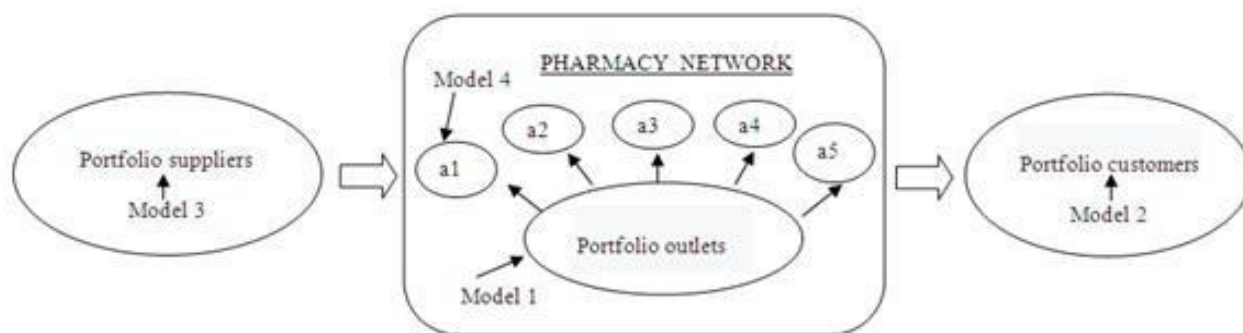 PHARMACY NETWORK
Model 4
a1
a2
a3
a4
a5
Portfolio suppliers
Model 3
Portfolio outlets
Model 1
Portfolio customers
Model 2